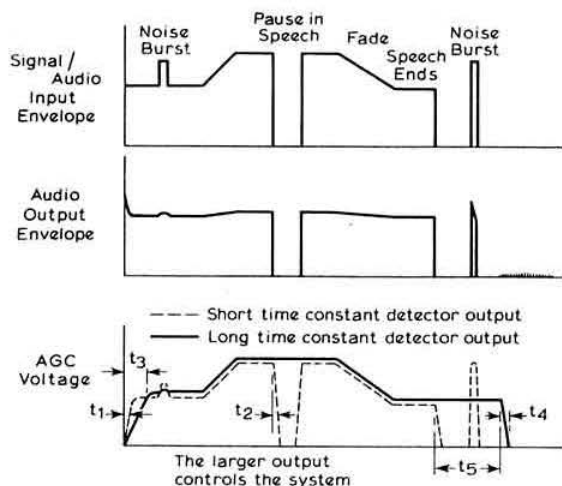 Noise
Burst
Pause in
Speech
Fade
Speech
Ends
Noise
Burst
Signal/
Audio
Input
Envelope
Audio
Output
Envelope
Short time constant detector output
Long time constant detector output
AGC
Voltage
t3
t1
t2
t4
t5
The larger output
controls the system